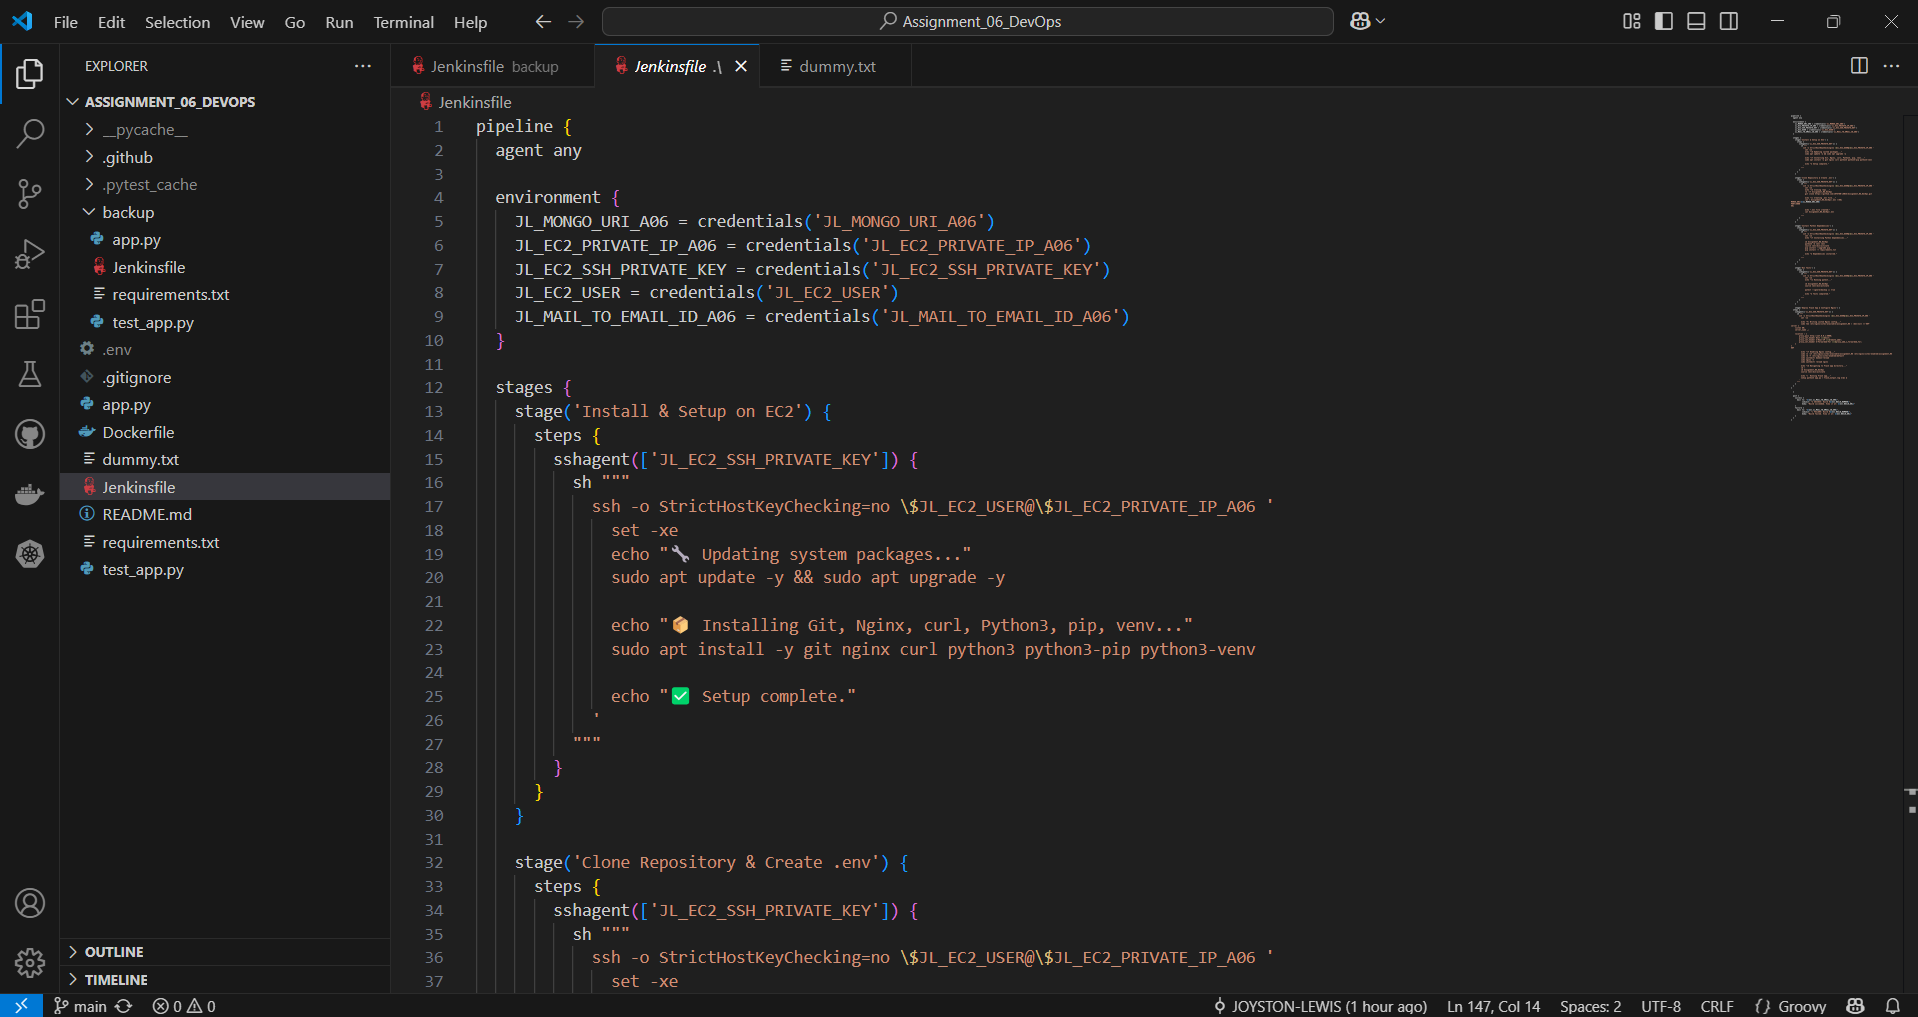 File Edit Selection View Go Run Terminal Help
Assignment_06_DevOps
EXPLORER
ASSIGNMENT_06_DEVOPS
__pycache__
.github
.pytest_cache
backup
app.py
Jenkinsfile
requirements.txt
test_app.py
.env
.gitignore
app.py
Dockerfile
dummy.txt
Jenkinsfile
README.md
requirements.txt
test_app.py
OUTLINE
TIMELINE
Jenkinsfile backup
Jenkinsfile .\
dummy.txt
Jenkinsfile
1 pipeline {
2 agent any
3
4 environment {
5 JL_MONGO_URI_A06 = credentials('JL_MONGO_URI_A06')
6 JL_EC2_PRIVATE_IP_A06 = credentials('JL_EC2_PRIVATE_IP_A06')
7 JL_EC2_SSH_PRIVATE_KEY = credentials('JL_EC2_SSH_PRIVATE_KEY')
8 JL_EC2_USER = credentials('JL_EC2_USER')
9 JL_MAIL_TO_EMAIL_ID_A06 = credentials('JL_MAIL_TO_EMAIL_ID_A06')
10 }
11
12 stages {
13 stage('Install & Setup on EC2') {
14 steps {
15 sshagent(['JL_EC2_SSH_PRIVATE_KEY']) {
16 sh """
17 ssh -o StrictHostKeyChecking=no \$JL_EC2_USER@\$JL_EC2_PRIVATE_IP_A06 '
18 set -xe
19 echo "🔧 Updating system packages..."
20 sudo apt update -y && sudo apt upgrade -y
21
22 echo "📦 Installing Git, Nginx, curl, Python3, pip, venv..."
23 sudo apt install -y git nginx curl python3 python3-pip python3-venv
24
25 echo "✅ Setup complete."
26 '
27 """
28 }
29 }
30 }
31
32 stage('Clone Repository & Create .env') {
33 steps {
34 sshagent(['JL_EC2_SSH_PRIVATE_KEY']) {
35 sh """
36 ssh -o StrictHostKeyChecking=no \$JL_EC2_USER@\$JL_EC2_PRIVATE_IP_A06 '
37 set -xe
main 0 0 JOYSTON-LEWIS (1 hour ago) Ln 147, Col 14 Spaces: 2 UTF-8 CRLF {} Groovy